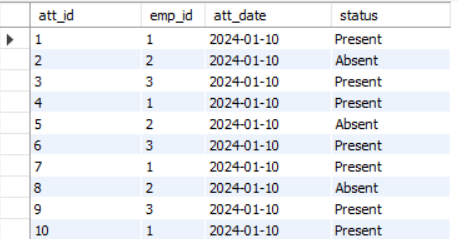 att_id emp_id att_date status
1 1 2024-01-10 Present
2 2 2024-01-10 Absent
3 3 2024-01-10 Present
4 1 2024-01-10 Present
5 2 2024-01-10 Absent
6 3 2024-01-10 Present
7 1 2024-01-10 Present
8 2 2024-01-10 Absent
9 3 2024-01-10 Present
10 1 2024-01-10 Present